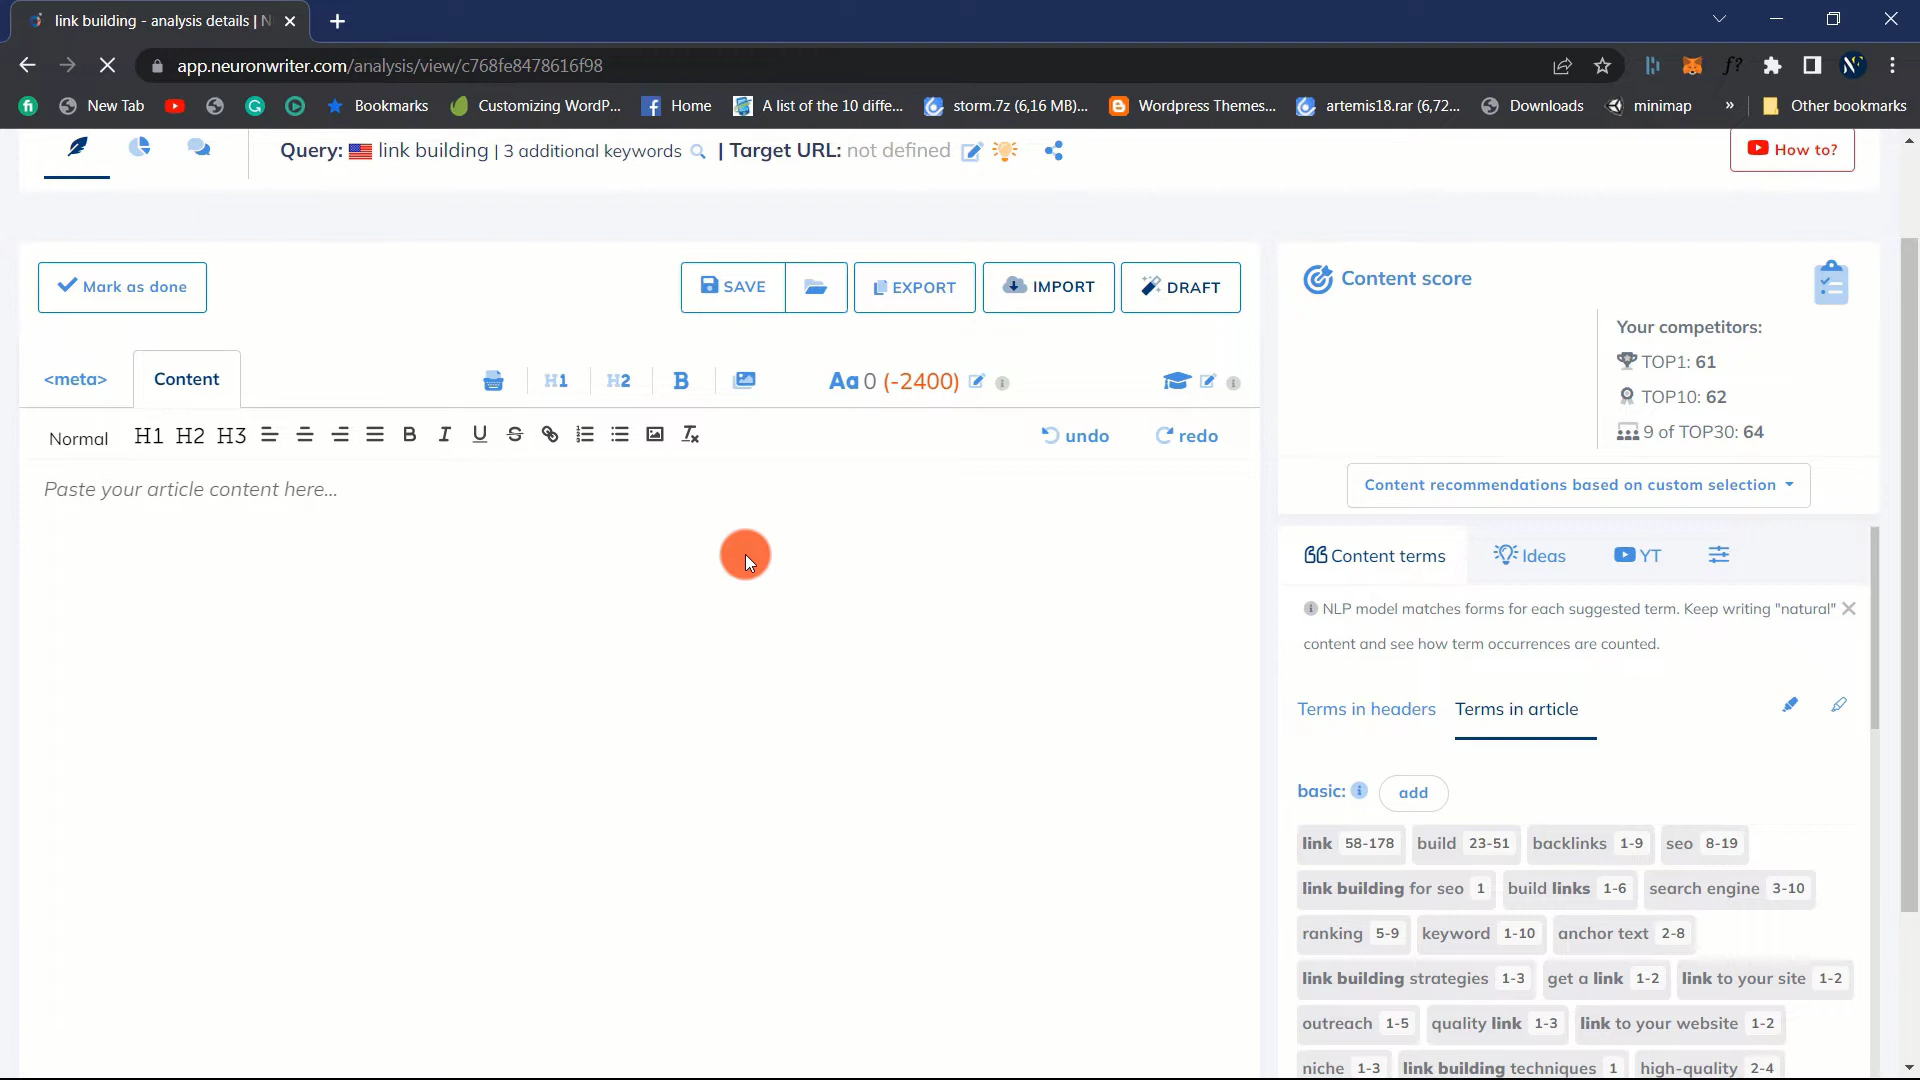 link building - analysis details | N
app.neuronwriter.com/analysis/view/c768fe8478616f98
New Tab
Bookmarks
Customizing WordP...
Home
A list of the 10 diffe...
storm.7z (6,16 MB)...
Wordpress Themes...
artemis18.rar (6,72...
Downloads
minimap
»
Other bookmarks
Query: link building | 3 additional keywords | Target URL: not defined
How to?
Mark as done
SAVE
EXPORT
IMPORT
DRAFT
Content score
Your competitors:
TOP1: 61
TOP10: 62
9 of TOP30: 64
<meta>
Content
H1
H2
B
Aa 0 (-2400)
Content recommendations based on custom selection
Normal H1 H2 H3 B I U S
undo
redo
Paste your article content here...
Content terms
Ideas
YT
NLP model matches forms for each suggested term. Keep writing "natural"
content and see how term occurrences are counted.
Terms in headers
Terms in article
basic:
add
link 58-178 build 23-51 backlinks 1-9 seo 8-19
link building for seo 1 build links 1-6 search engine 3-10
ranking 5-9 keyword 1-10 anchor text 2-8
link building strategies 1-3 get a link 1-2 link to your site 1-2
outreach 1-5 quality link 1-3 link to your website 1-2
niche 1-3 link building techniques 1 high-quality 2-4